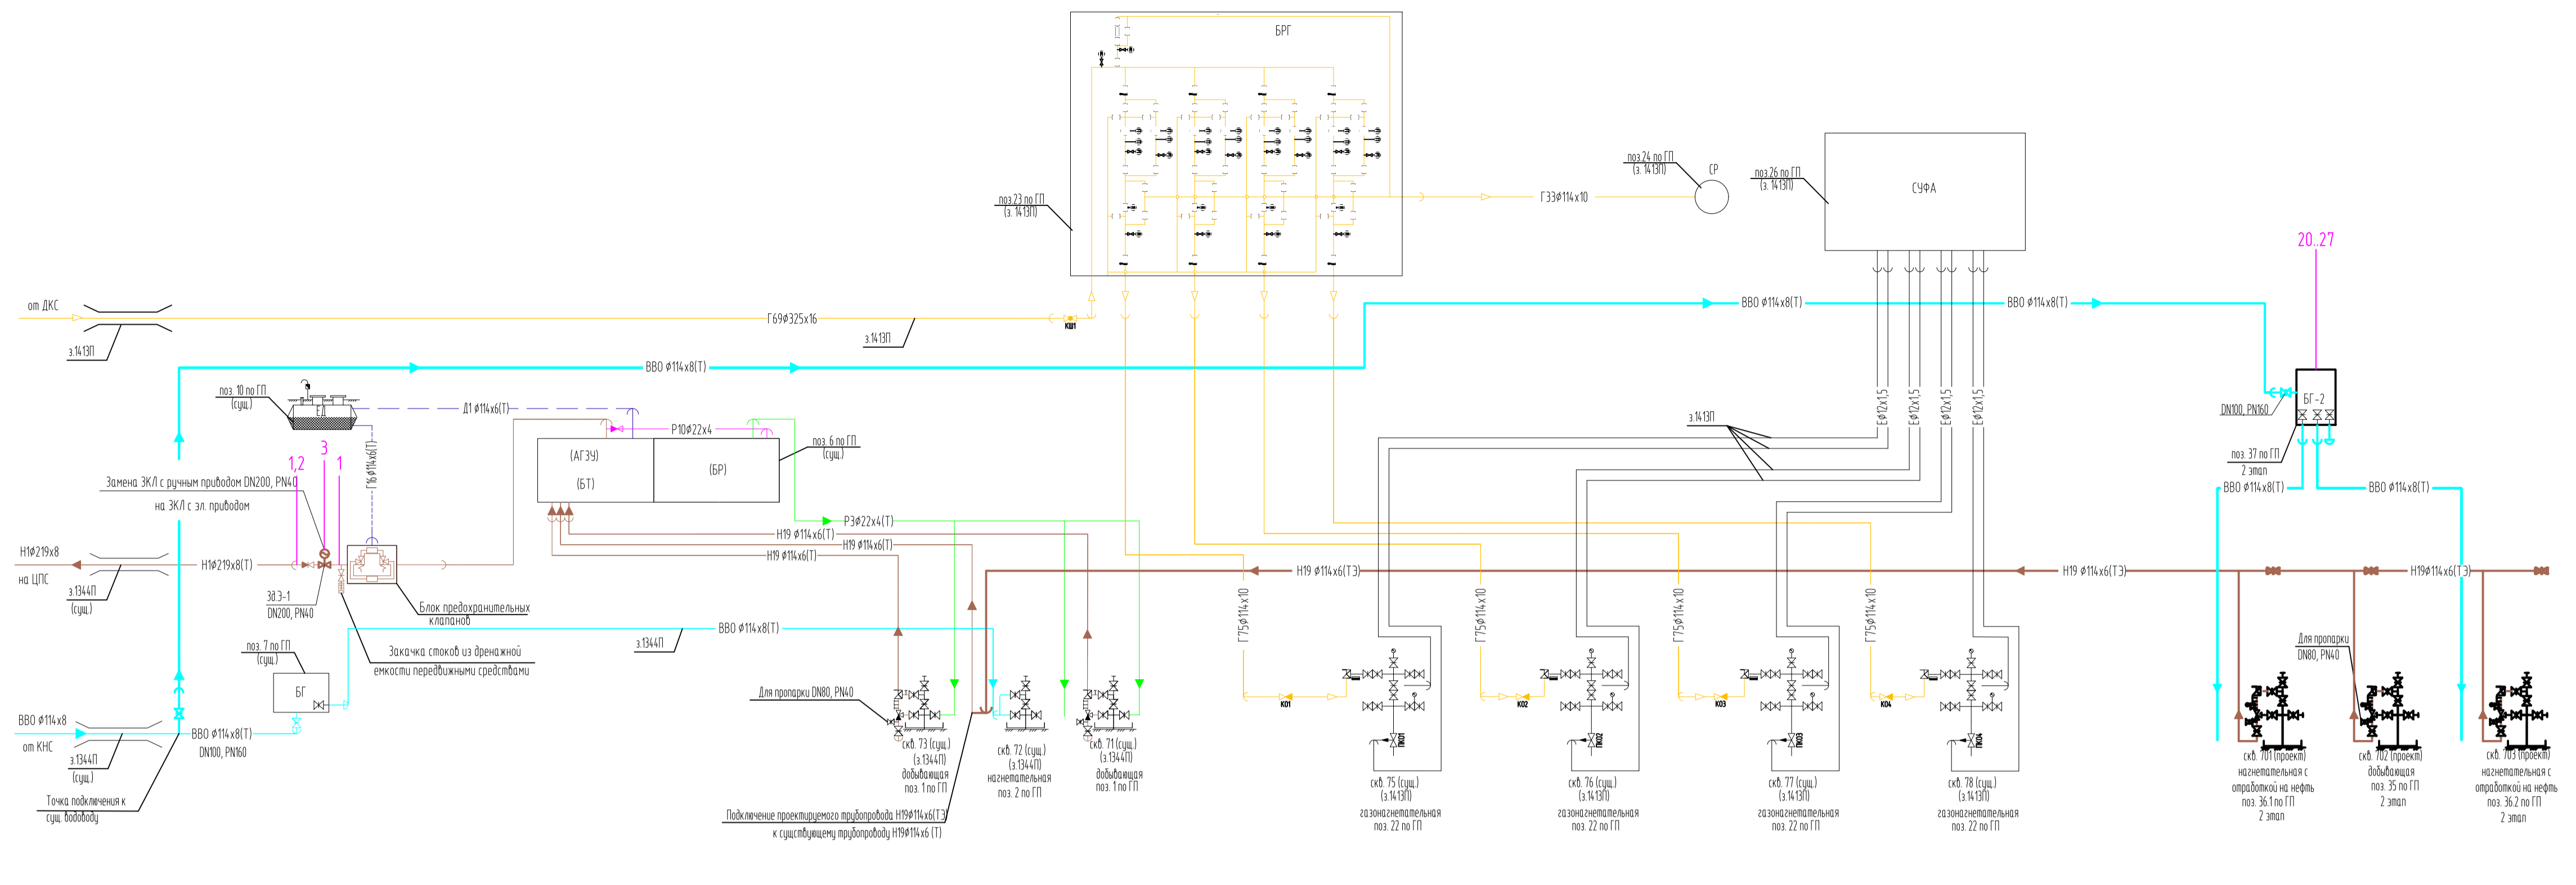 БРГ
поз.23 по ГП
(з. 1413П)
поз.24 по ГП
(з. 1413П)
СР
Г33ф114х10
поз.26 по ГП
(з. 1413П)
СУФА
20..27
от ДКС
з.1413П
Г69ф325х16
з.1413П
КШ1
ВВО ф114х8(Т)
ВВО ф114х8(Т)
ВВО ф114х8(Т)
поз. 10 по ГП
(сущ.)
ЕД
Д1 ф114х6(Т)
Г16ф114х6(Т)
Р10ф22х4
(АГЗУ)
(БТ)
(БР)
поз. 6 по ГП
(сущ.)
Еф12х1,5
Еф12х1,5
Еф12х1,5
Еф12х1,5
з.1413П
DN100, PN160
БГ-2
поз. 37 по ГП
2 этап
ВВО ф114х8(Т)
ВВО ф114х8(Т)
1,2
3
1
Замена ЗКЛ с ручным приводом DN200, PN40
на ЗКЛ с эл. приводом
Р3ф22х4(Т)
Н19 ф114х6(Т)
Н19 ф114х6(Т)
Н19 ф114х6(Т)
Н1ф219х8
на ЦПС
з.1344П
(сущ.)
Н1ф219х8(Т)
Зд.Э-1
DN200, PN40
Блок предохранительных
клапанов
Закачка стоков из дренажной
емкости передвижными средствами
Н19 ф114х6(ТЭ)
Н19 ф114х6(ТЭ)
Н19ф114х6(ТЭ)
Г75ф114х10
Г75ф114х10
Г75ф114х10
Г75ф114х10
поз. 7 по ГП
(сущ.)
БГ
з.1344П
ВВО ф114х8(Т)
ВВО ф114х8
от КНС
з.1344П
(сущ.)
ВВО ф114х8(Т)
DN100, PN160
Точка подключения к
сущ. водоводу
Для пропарки DN80, PN40
Для пропарки
DN80, PN40
К01
К02
К03
К04
ПК01
ПК02
ПК03
ПК04
скв. 73 (сущ.)
(з.1344П)
добывающая
поз. 1 по ГП
скв. 72 (сущ.)
(з.1344П)
нагнетательная
поз. 2 по ГП
скв. 71 (сущ.)
(з.1344П)
добывающая
поз. 1 по ГП
Подключение проектируемого трубопровода Н19ф114х6(ТЭ)
к существующему трубопроводу Н19ф114х6 (Т)
скв. 75 (сущ.)
(з.1413П)
газонагнетательная
поз. 22 по ГП
скв. 76 (сущ.)
(з.1413П)
газонагнетательная
поз. 22 по ГП
скв. 77 (сущ.)
(з.1413П)
газонагнетательная
поз. 22 по ГП
скв. 78 (сущ.)
(з.1413П)
газонагнетательная
поз. 22 по ГП
скв. 701 (проект)
нагнетательная с
отработкой на нефть
поз. 36.1 по ГП
2 этап
скв. 702 (проект)
добывающая
поз. 35 по ГП
2 этап
скв. 703 (проект)
нагнетательная с
отработкой на нефть
поз. 36.2 по ГП
2 этап